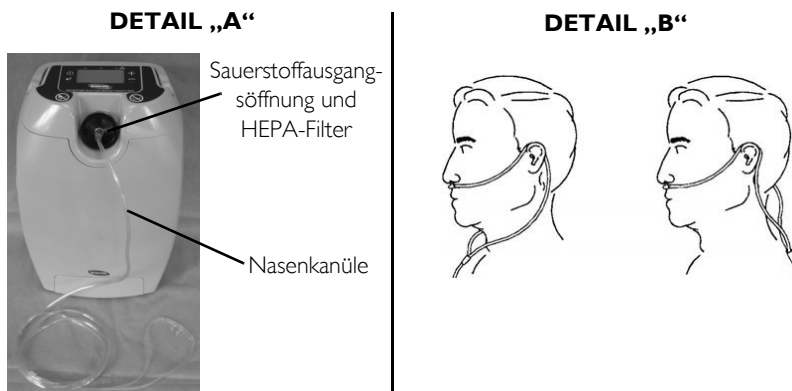 DETAIL „A“
Sauerstoffausgang-
söffnung und
HEPA-Filter
Nasenkanüle
DETAIL „B“